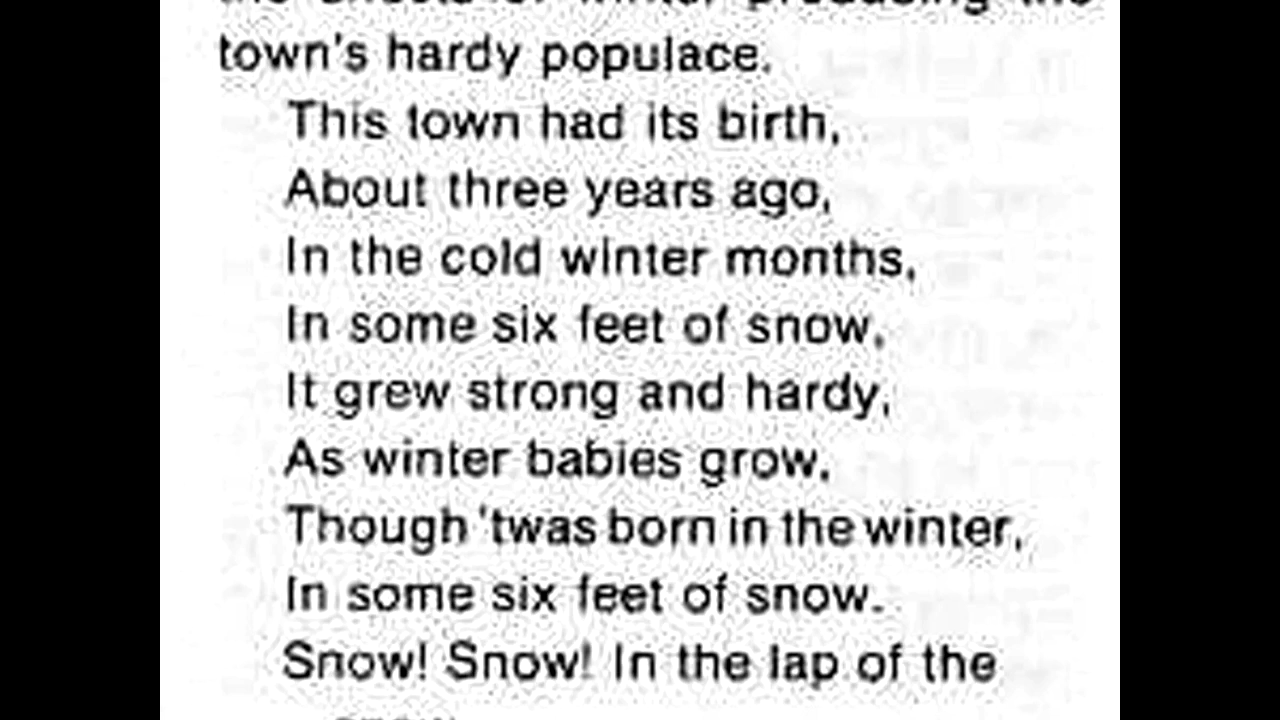 town's hardy populace.
This town had its birth,
About three years ago,
In the cold winter months,
In some six feet of snow,
It grew strong and hardy,
As winter babies grow,
Though 'twas born in the winter,
In some six feet of snow.
Snow! Snow! In the lap of the